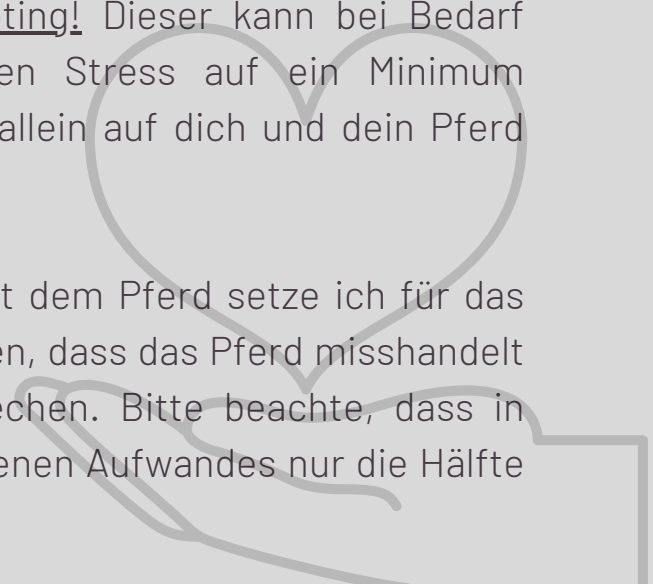 ting! Dieser kann bei Bedarf
en Stress auf ein Minimum
allein auf dich und dein Pferd
t dem Pferd setze ich für das
en, dass das Pferd misshandelt
echen. Bitte beachte, dass in
enen Aufwandes nur die Hälfte